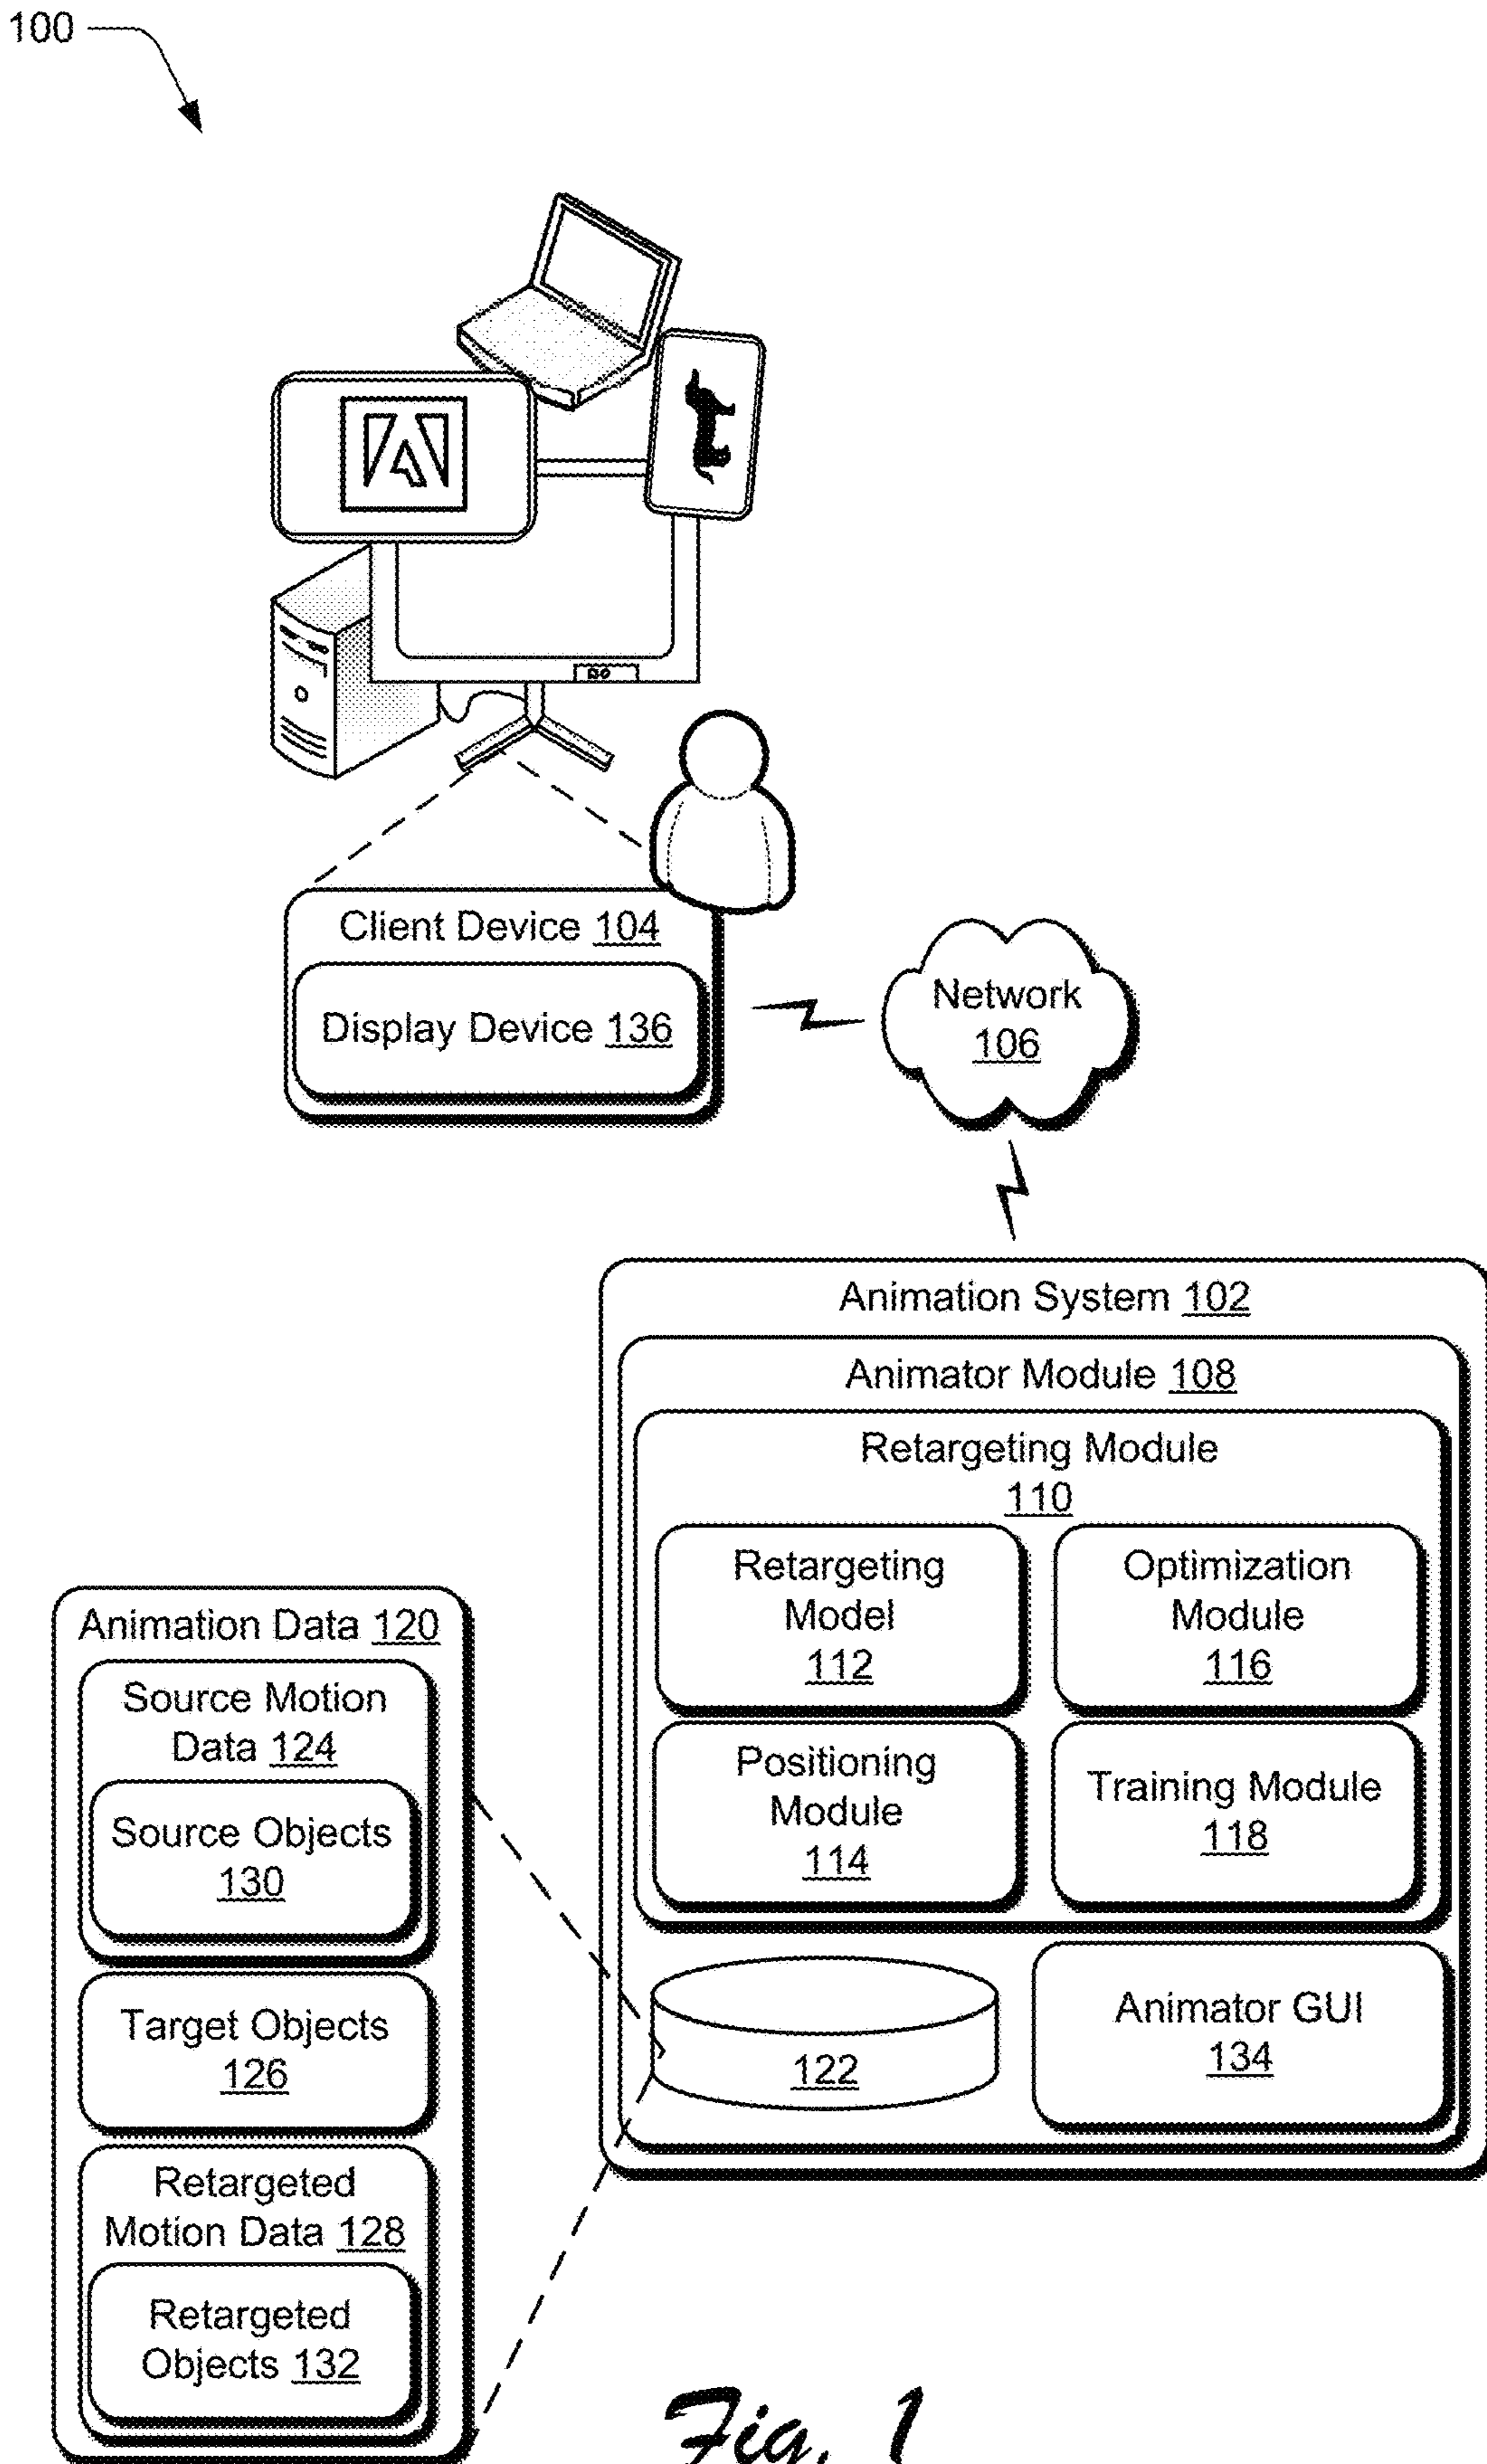 100
Client Device 104
Display Device 136
Network
106
Animation System 102
Animator Module 108
Retargeting Module
110
Retargeting
Model
112
Optimization
Module
116
Positioning
Module
114
Training Module
118
122
Animator GUI
134
Animation Data 120
Source Motion
Data 124
Source Objects
130
Target Objects
126
Retargeted
Motion Data 128
Retargeted
Objects 132
Fig. 1